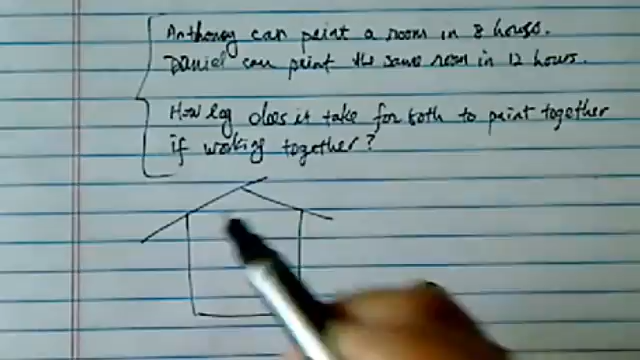 Anthony can paint a room in 8 hours.
Daniel can paint the same room in 12 hours.
How log does it take for both to paint together
if working together?